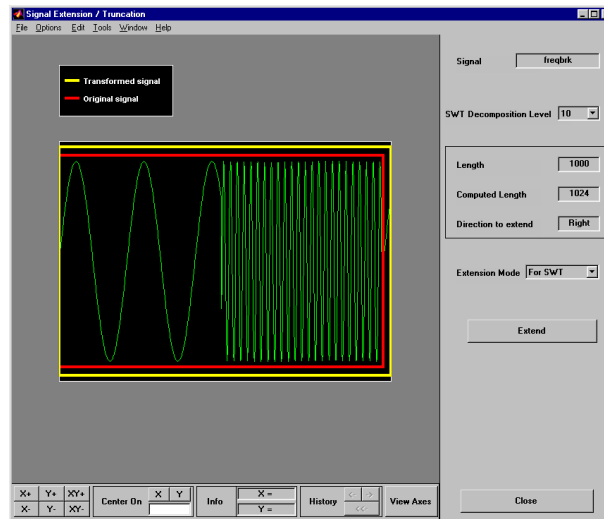 Signal Extension / Truncation
File Options Edit Tools Window Help
Transformed signal
Original signal
Signal freqbrk
SWT Decomposition Level 10
Length 1000
Computed Length 1024
Direction to extend Right
Extension Mode For SWT
Extend
X+ Y+ XY+
X- Y- XY-
Center On X Y
Info X =
Y =
History <- ->
<<-
View Axes
Close